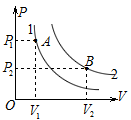 P
1 A
P₁
P₂ B
2
O V₁ V₂ V